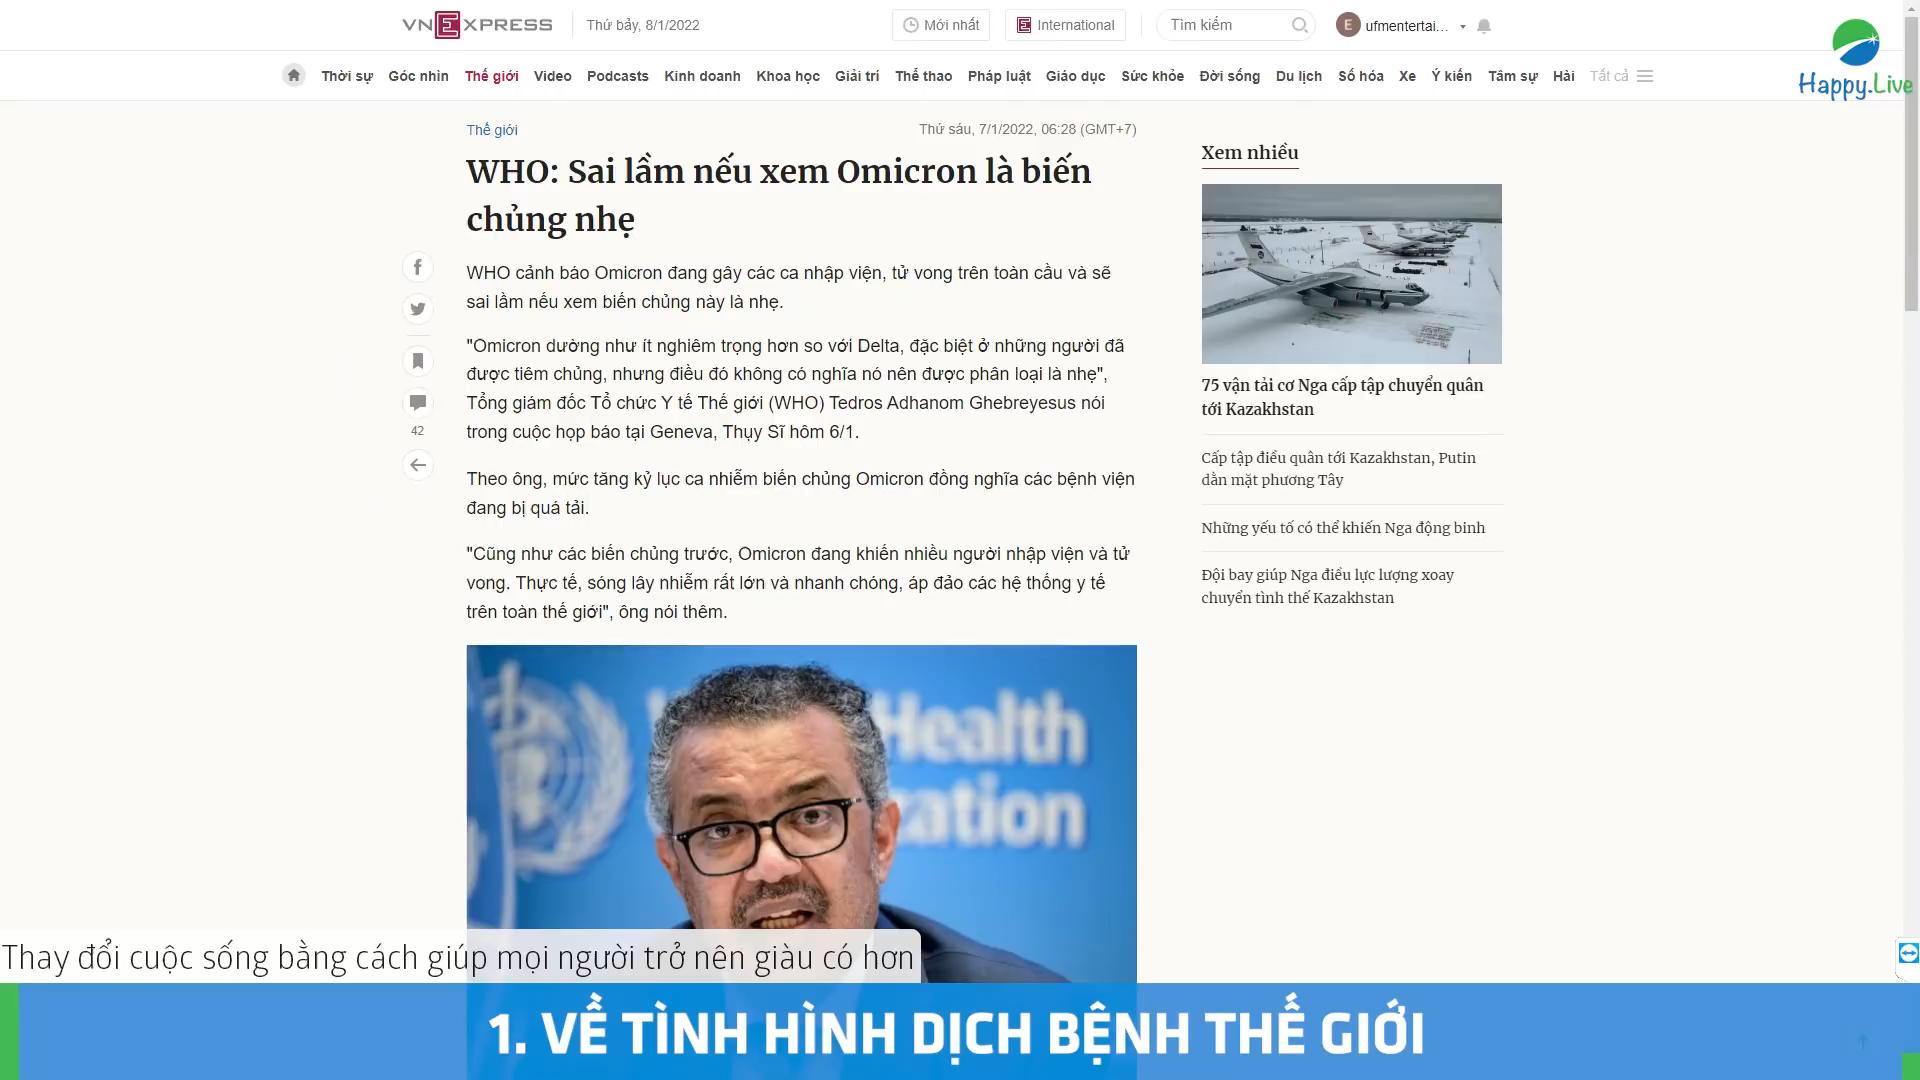 VNEXPRESS
Thứ bảy, 8/1/2022
Mới nhất
International
Tìm kiếm
E
ufmentertai...
Happy.Live
Thời sự Góc nhìn Thế giới Video Podcasts Kinh doanh Khoa học Giải trí Thể thao Pháp luật Giáo dục Sức khỏe Đời sống Du lịch Số hóa Xe Ý kiến Tâm sự Hài Tất cả
Thế giới
Thứ sáu, 7/1/2022, 06:28 (GMT+7)
WHO: Sai lầm nếu xem Omicron là biến
chủng nhẹ
WHO cảnh báo Omicron đang gây các ca nhập viện, tử vong trên toàn cầu và sẽ
sai lầm nếu xem biến chủng này là nhẹ.
"Omicron dường như ít nghiêm trọng hơn so với Delta, đặc biệt ở những người đã
được tiêm chủng, nhưng điều đó không có nghĩa nó nên được phân loại là nhẹ",
Tổng giám đốc Tổ chức Y tế Thế giới (WHO) Tedros Adhanom Ghebreyesus nói
trong cuộc họp báo tại Geneva, Thụy Sĩ hôm 6/1.
42
Theo ông, mức tăng kỷ lục ca nhiễm biến chủng Omicron đồng nghĩa các bệnh viện
đang bị quá tải.
"Cũng như các biến chủng trước, Omicron đang khiến nhiều người nhập viện và tử
vong. Thực tế, sóng lây nhiễm rất lớn và nhanh chóng, áp đảo các hệ thống y tế
trên toàn thế giới", ông nói thêm.
Health
Xem nhiều
75 vận tải cơ Nga cấp tập chuyển quân
tới Kazakhstan
Cấp tập điều quân tới Kazakhstan, Putin
dằn mặt phương Tây
Những yếu tố có thể khiến Nga động binh
Đội bay giúp Nga điều lực lượng xoay
chuyển tình thế Kazakhstan
Thay đổi cuộc sống bằng cách giúp mọi người trở nên giàu có hơn
1. VỀ TÌNH HÌNH DỊCH BỆNH THẾ GIỚI